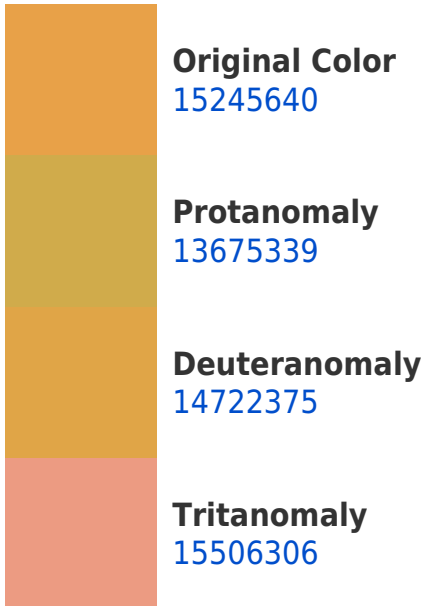 Original Color
15245640
Protanomaly
13675339
Deuteranomaly
14722375
Tritanomaly
15506306